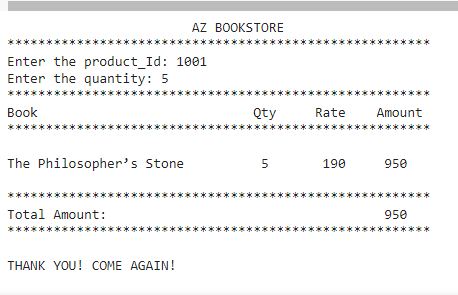 AZ BOOKSTORE
*******************************************************
Enter the product_Id: 1001
Enter the quantity: 5
*******************************************************
Book Qty Rate Amount
*******************************************************
The Philosopher’s Stone 5 190 950
*******************************************************
Total Amount: 950
*******************************************************
THANK YOU! COME AGAIN!